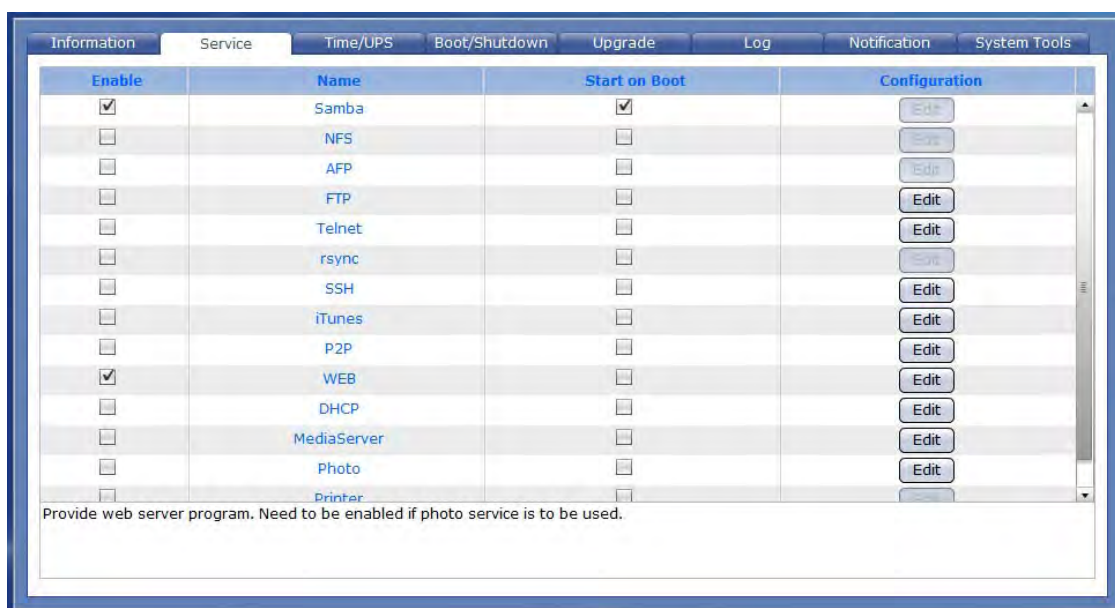 Information Service Time/UPS Boot/Shutdown Upgrade Log Notification System Tools
Enable Name Start on Boot Configuration
Samba Edit
NFS Edit
AFP Edit
FTP Edit
Telnet Edit
rsync Edit
SSH Edit
iTunes Edit
P2P Edit
WEB Edit
DHCP Edit
MediaServer Edit
Photo Edit
Printer
Provide web server program. Need to be enabled if photo service is to be used.